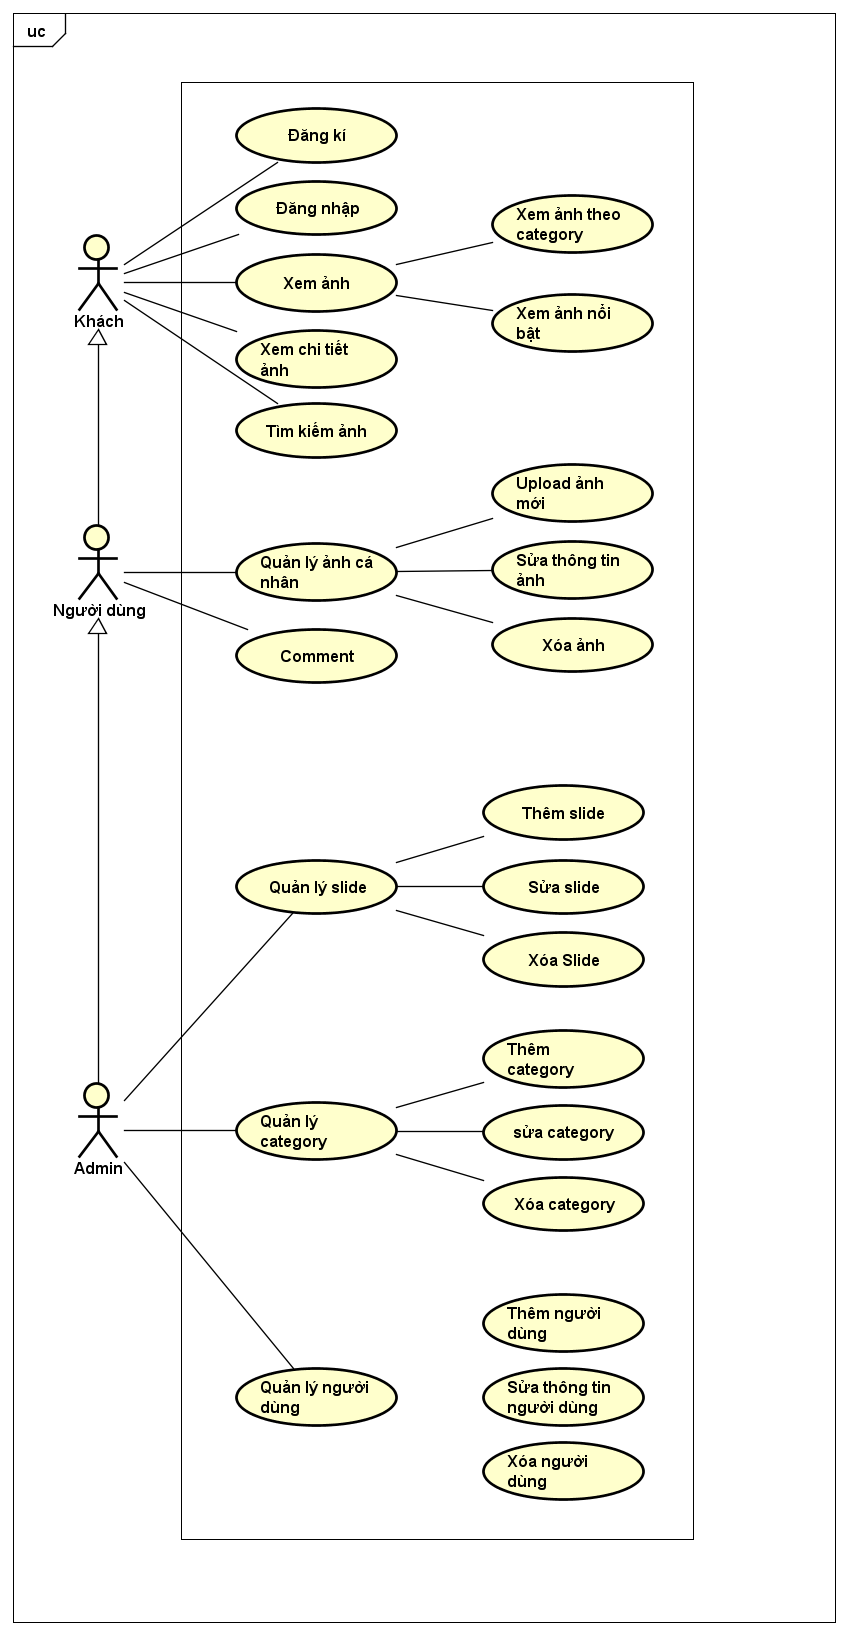 uc
Đăng kí
Đăng nhập
Xem ảnh
Xem ảnh theo
category
Xem ảnh nổi
bật
Khách
Xem chi tiết
ảnh
Tìm kiếm ảnh
Upload ảnh
mới
Quản lý ảnh cá
nhân
Sửa thông tin
ảnh
Xóa ảnh
Người dùng
Comment
Thêm slide
Quản lý slide
Sửa slide
Xóa Slide
Thêm
category
Quản lý
category
sửa category
Xóa category
Admin
Thêm người
dùng
Quản lý người
dùng
Sửa thông tin
người dùng
Xóa người
dùng